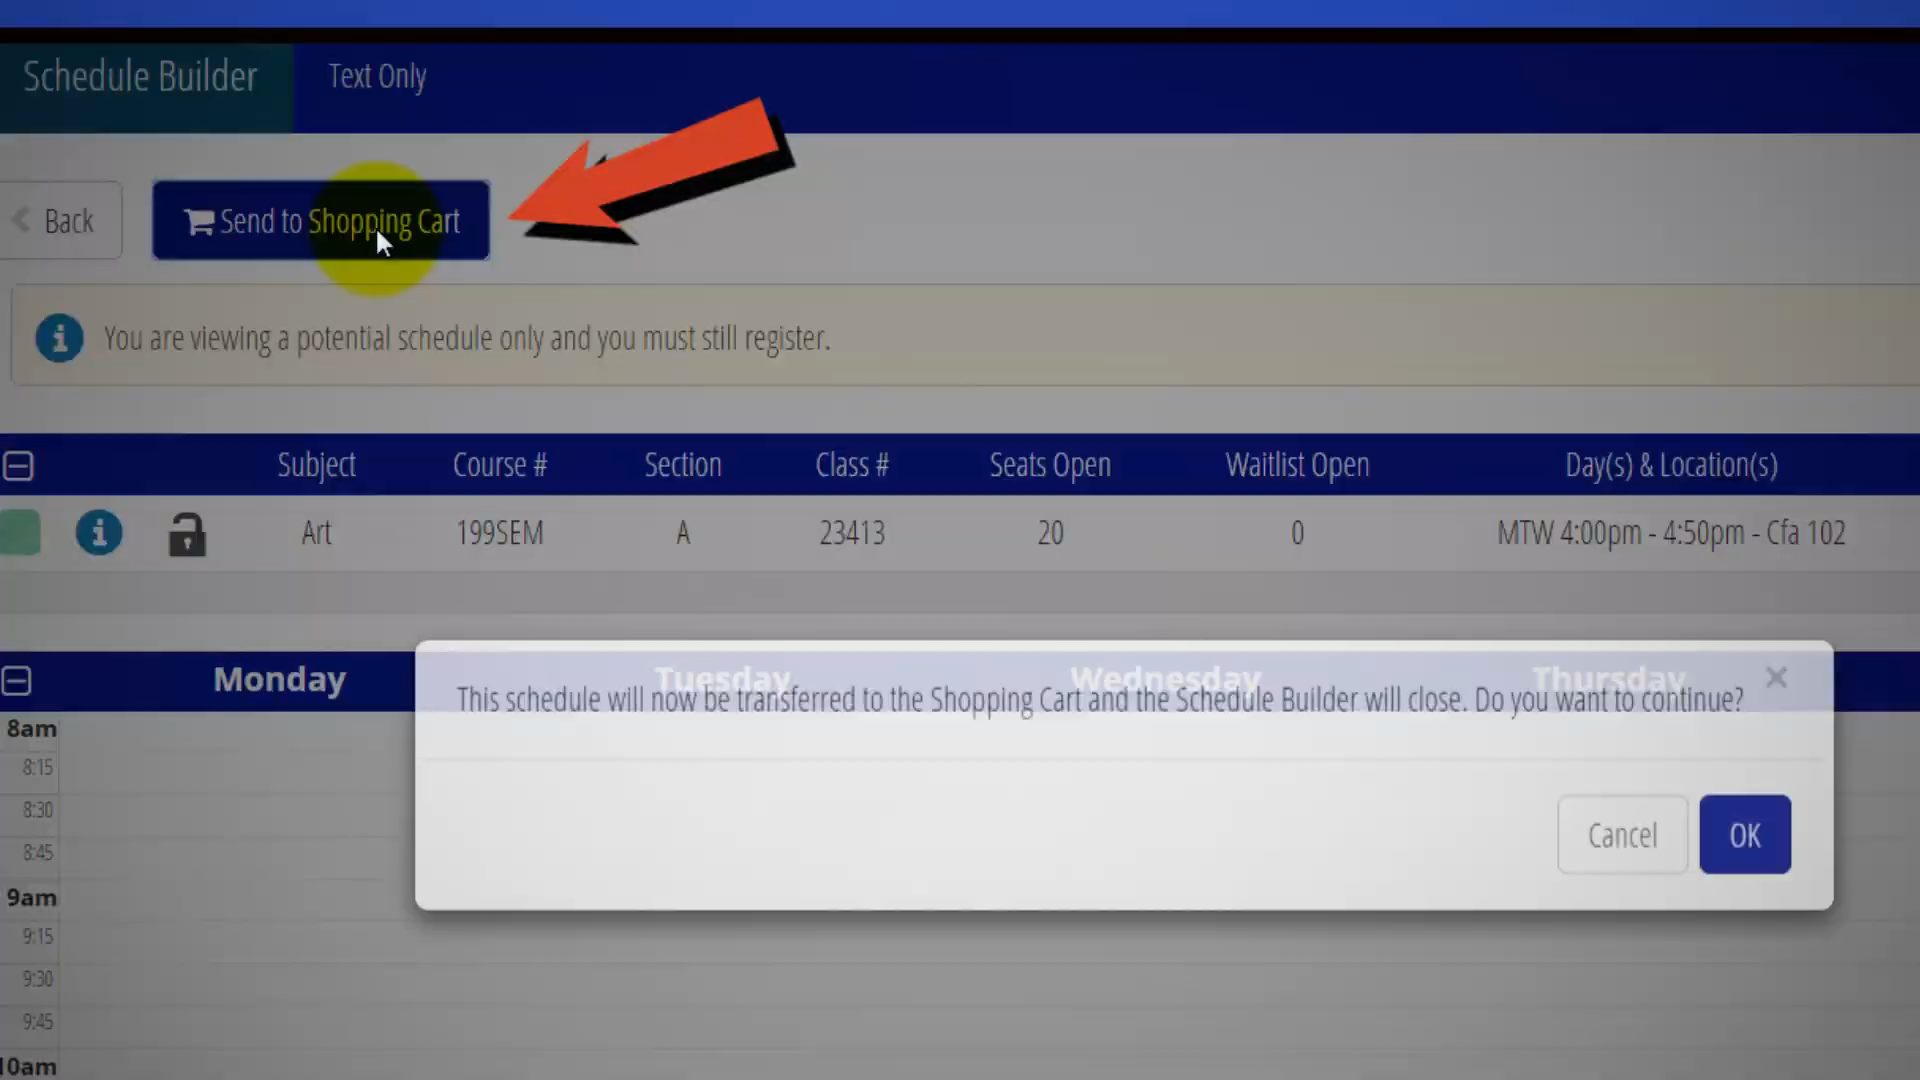 Schedule Builder Text Only
Back Send to Shopping Cart
You are viewing a potential schedule only and you must still register.
Subject Course # Section Class # Seats Open Waitlist Open Day(s) & Location(s)
Art 199SEM A 23413 20 0 MTW 4:00pm - 4:50pm - Cfa 102
Monday Tuesday Wednesday Thursday
This schedule will now be transferred to the Shopping Cart and the Schedule Builder will close. Do you want to continue?
Cancel OK
8am
8:15
8:30
8:45
9am
9:15
9:30
9:45
10am